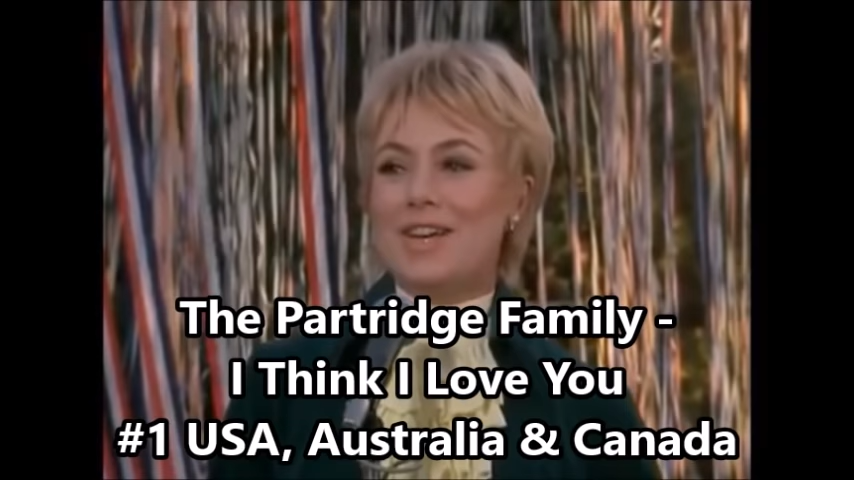 The Partridge Family -
I Think I Love You
#1 USA, Australia & Canada